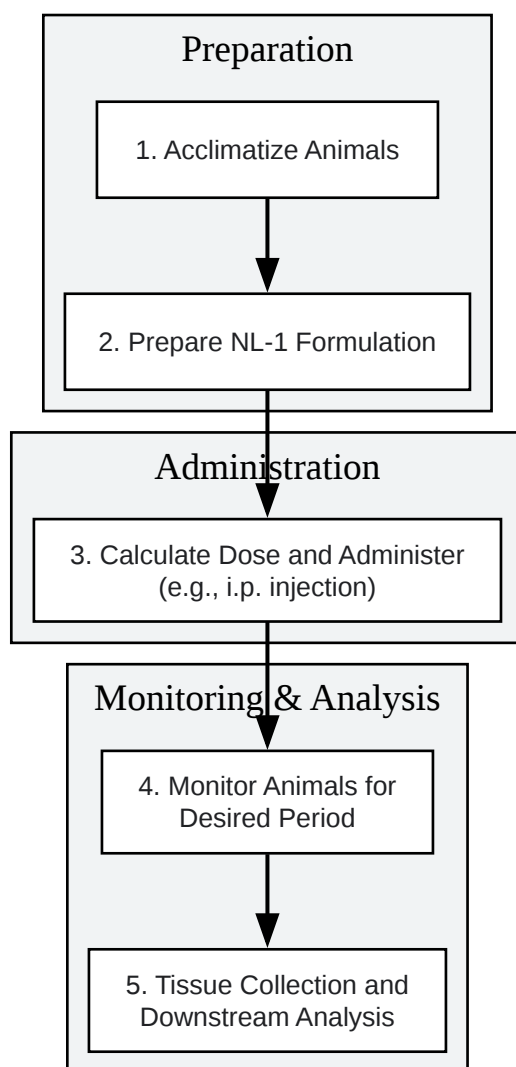 Preparation
1. Acclimatize Animals
2. Prepare NL-1 Formulation
Administration
3. Calculate Dose and Administer
(e.g., i.p. injection)
Monitoring & Analysis
4. Monitor Animals for
Desired Period
5. Tissue Collection and
Downstream Analysis